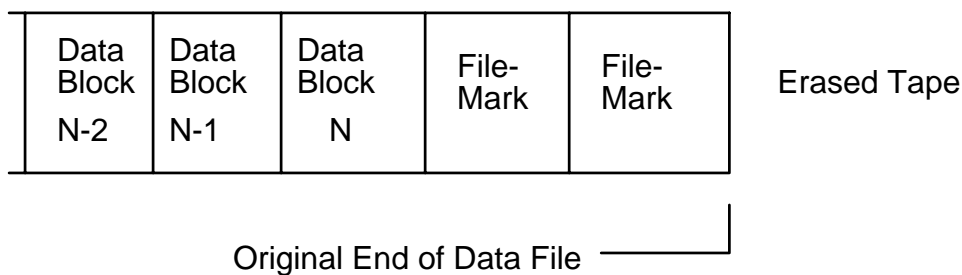 Data Block N-2
Data Block N-1
Data Block N
File-Mark
File-Mark
Erased Tape
Original End of Data File